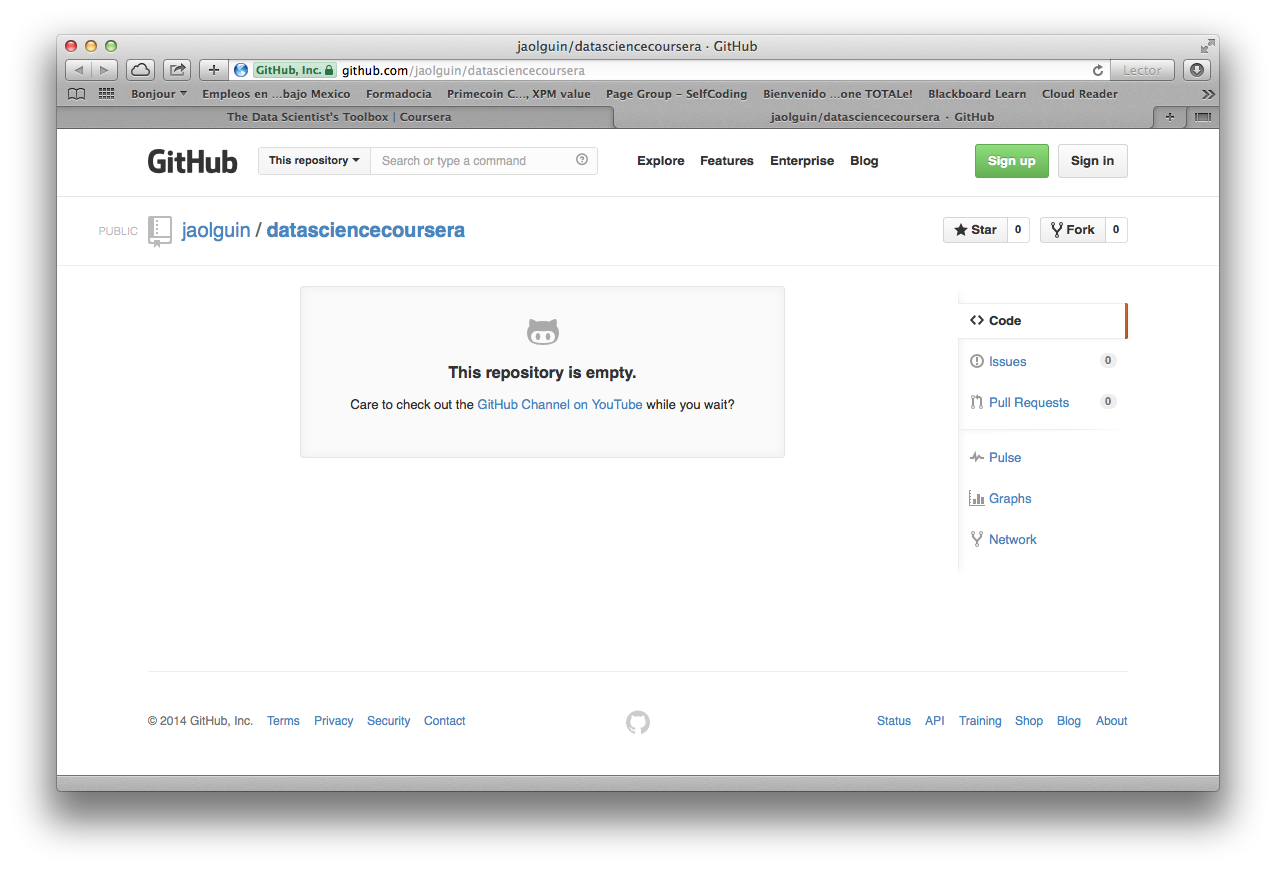 jaolguin/datasciencecoursera · GitHub
GitHub, Inc. github.com/jaolguin/datasciencecoursera Lector
Bonjour Empleos en ...bajo Mexico Formadocia Primecoin C..., XPM value Page Group – SelfCoding Bienvenido ...one TOTALe! Blackboard Learn Cloud Reader
The Data Scientist's Toolbox | Coursera jaolguin/datasciencecoursera · GitHub
GitHub This repository Search or type a command Explore Features Enterprise Blog Sign up Sign in
PUBLIC jaolguin / datasciencecoursera Star 0 Fork 0
This repository is empty.
Care to check out the GitHub Channel on YouTube while you wait?
Code
Issues 0
Pull Requests 0
Pulse
Graphs
Network
© 2014 GitHub, Inc. Terms Privacy Security Contact Status API Training Shop Blog About